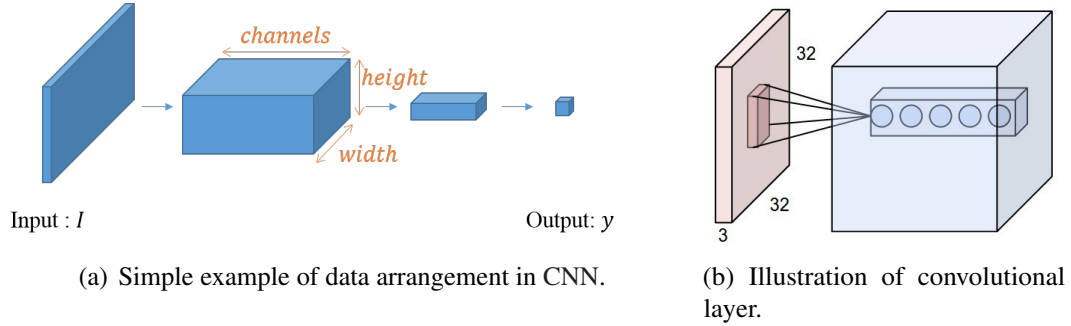 channels
height
width
Input : I
Output: y
(a) Simple example of data arrangement in CNN.
32
32
3
(b) Illustration of convolutional
layer.